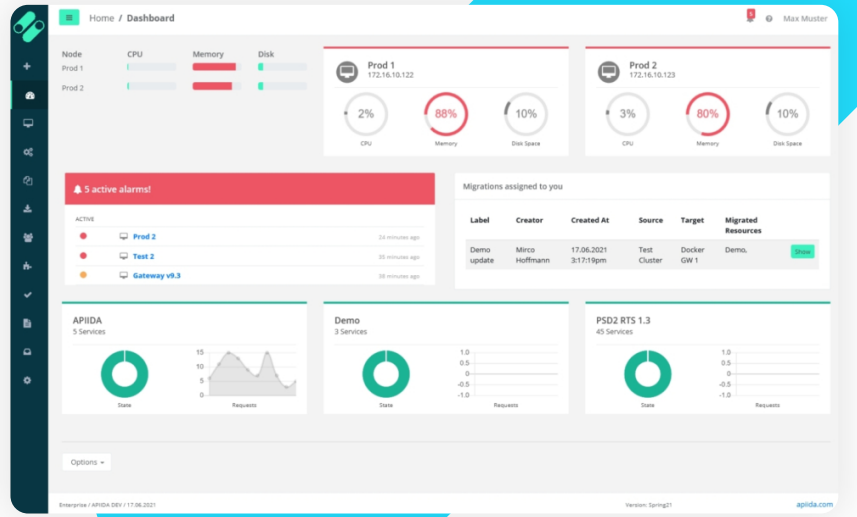 Home / Dashboard
5
Max Muster
Node CPU Memory Disk
Prod 1
Prod 2
Prod 1
172.16.10.122
2% 88% 10%
CPU Memory Disk Space
Prod 2
172.16.10.123
3% 80% 10%
CPU Memory Disk Space
5 active alarms!
ACTIVE
Prod 2 24 minutes ago
Test 2 35 minutes ago
Gateway v9.3 38 minutes ago
Migrations assigned to you
Label Creator Created At Source Target Migrated
Resources
Demo Mirco 17.06.2021 Test Docker Demo, Show
update Hoffmann 3:17:19pm Cluster GW 1
APIIDA
5 Services
15
10
5
0
State Requests
Demo
3 Services
1.0
0.5
0
-0.5
-1.0
State Requests
PSD2 RTS 1.3
45 Services
1.0
0.5
0
-0.5
-1.0
State Requests
Options
Enterprise / APIIDA DEV / 17.06.2021 Version: Spring21 apiida.com